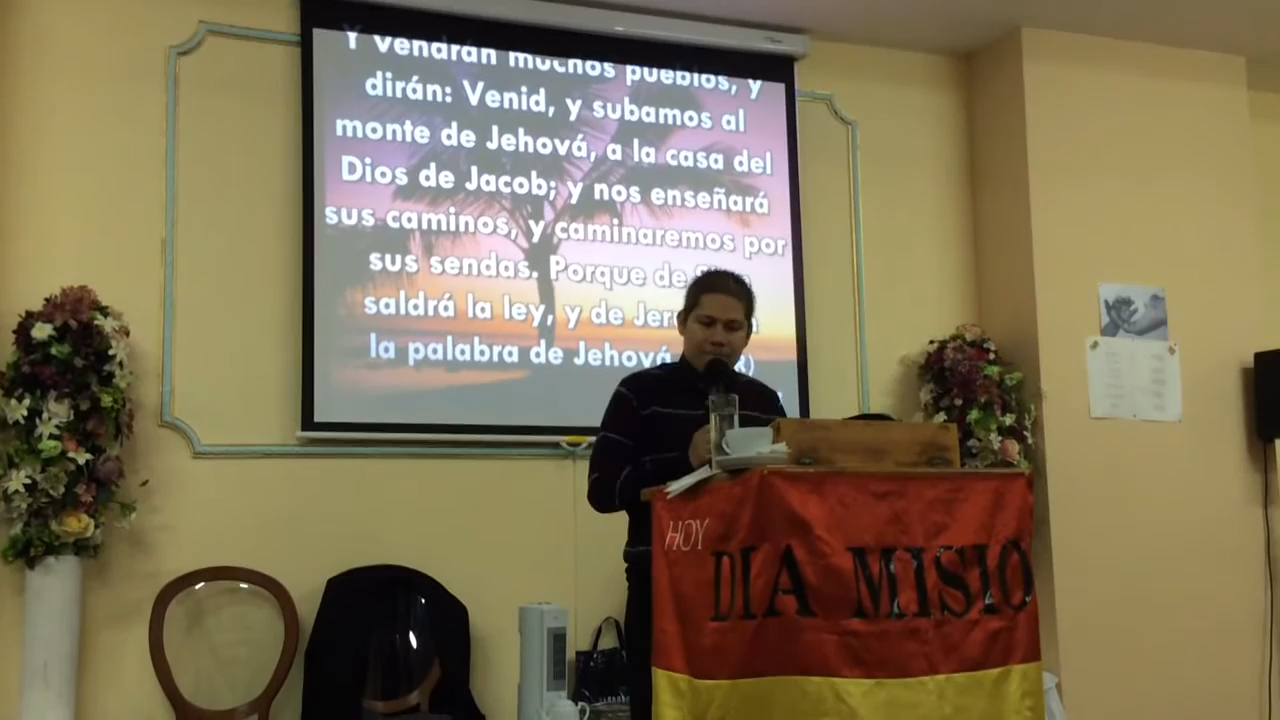 Y vendrán muchos pueblos, y
dirán: Venid, y subamos al
monte de Jehová, a la casa del
Dios de Jacob; y nos enseñará
sus caminos, y caminaremos por
sus sendas. Porque de
saldrá la ley, y de
la palabra de Jehová
HOY
DIA MISIO